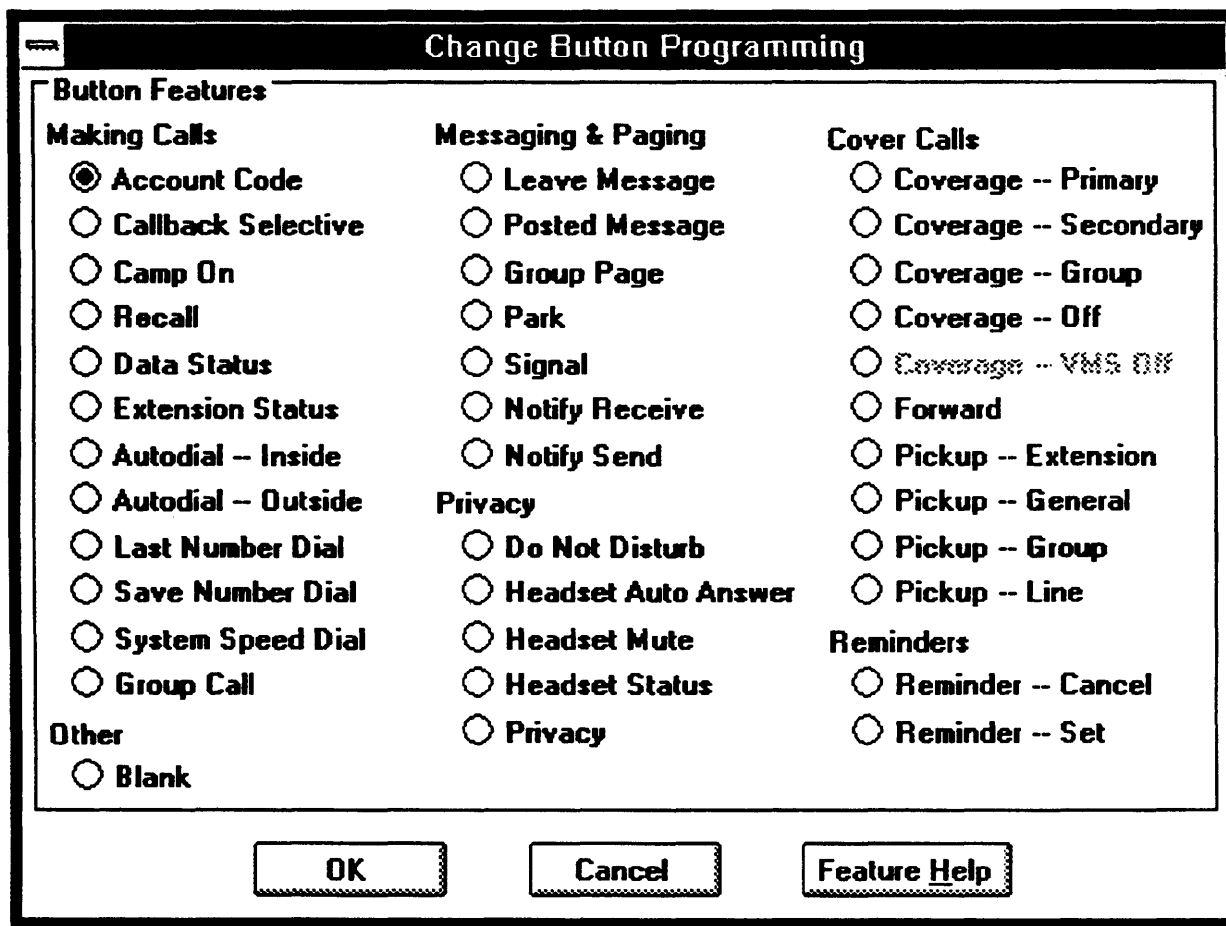 Change Button Programming
Button Features
Making Calls
Account Code
Callback Selective
Camp On
Recall
Data Status
Extension Status
Autodial -- Inside
Autodial -- Outside
Last Number Dial
Save Number Dial
System Speed Dial
Group Call
Other
Blank
Messaging & Paging
Leave Message
Posted Message
Group Page
Park
Signal
Notify Receive
Notify Send
Privacy
Do Not Disturb
Headset Auto Answer
Headset Mute
Headset Status
Privacy
Cover Calls
Coverage -- Primary
Coverage -- Secondary
Coverage -- Group
Coverage -- Off
Coverage -- VMS Off
Forward
Pickup -- Extension
Pickup -- General
Pickup -- Group
Pickup -- Line
Reminders
Reminder -- Cancel
Reminder -- Set
OK
Cancel
Feature Help